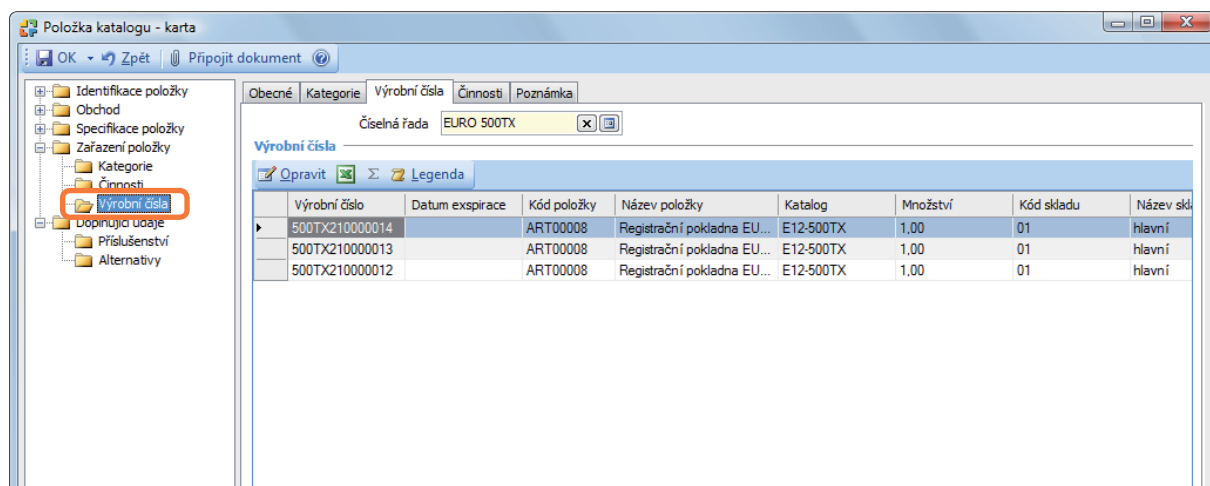 Položka katalogu - karta
OK Zpět Připojit dokument
Identifikace položky
Obchod
Specifikace položky
Zařazení položky
Kategorie
Činnosti
Výrobní čísla
Doplňující údaje
Příslušenství
Alternativy
Obecné Kategorie Výrobní čísla Činnosti Poznámka
Číselná řada EURO 500TX
Výrobní čísla
Opravit Σ Legenda
Výrobní číslo Datum exspirace Kód položky Název položky Katalog Množství Kód skladu Název skl
500TX210000014 ART00008 Registrační pokladna EU... E12-500TX 1,00 01 hlavní
500TX210000013 ART00008 Registrační pokladna EU... E12-500TX 1,00 01 hlavní
500TX210000012 ART00008 Registrační pokladna EU... E12-500TX 1,00 01 hlavní